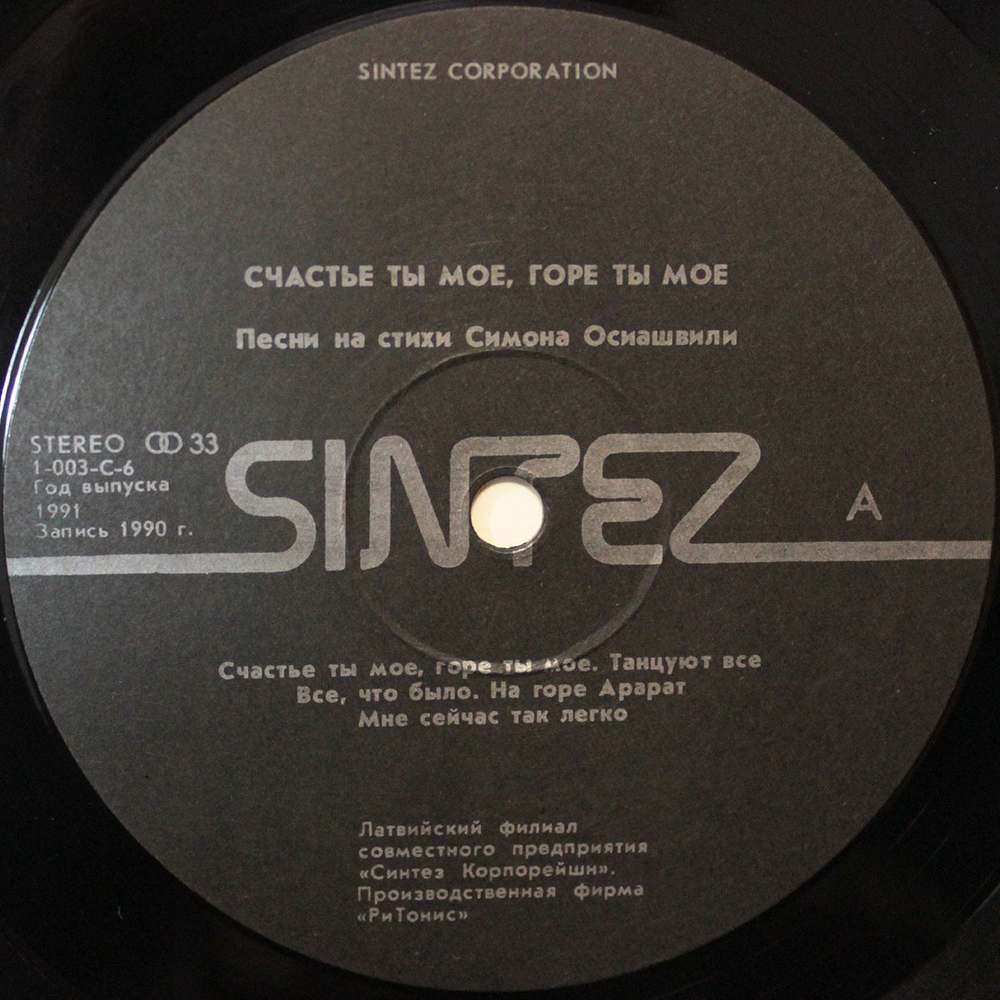 SINTEZ CORPORATION
СЧАСТЬЕ ТЫ МОЕ, ГОРЕ ТЫ МОЕ
Песни на стихи Симона Осиашвили
STEREO 33
1-003-С-6
Год выпуска
1991
Запись 1990 г.
SINTEZ
A
Счастье ты мое, горе ты мое. Танцуют все
Все, что было. На горе Арарат
Мне сейчас так легко
Латвийский филиал
совместного предприятия
«Синтез Корпорейшн».
Производственная фирма
«РиТонис»